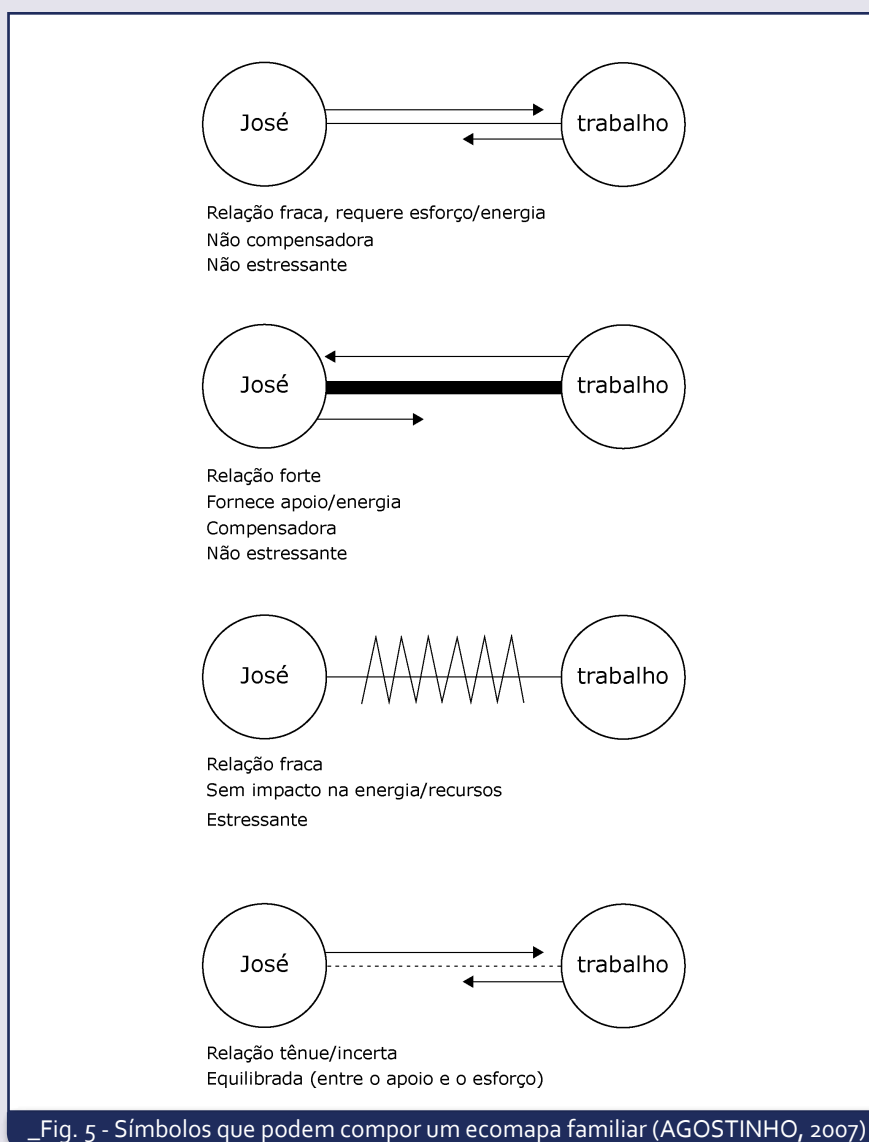 José trabalho
Relação fraca, requere esforço/energia
Não compensadora
Não estressante
José trabalho
Relação forte
Fornece apoio/energia
Compensadora
Não estressante
José trabalho
Relação fraca
Sem impacto na energia/recursos
Estressante
José trabalho
Relação tênue/incerta
Equilibrada (entre o apoio e o esforço)
_Fig. 5 - Símbolos que podem compor um ecomapa familiar (AGOSTINHO, 2007)